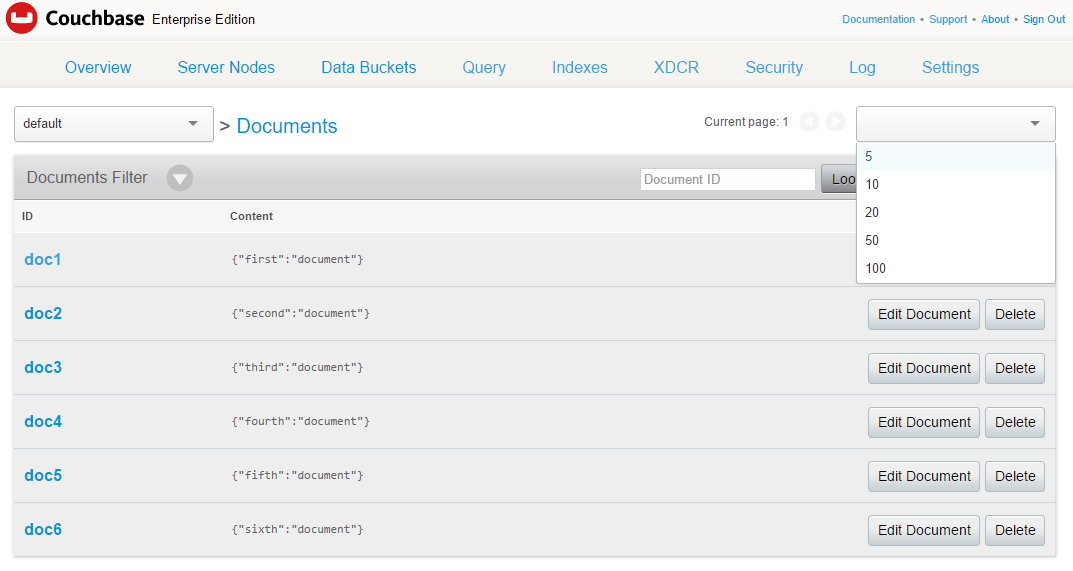 Couchbase Enterprise Edition
Documentation • Support • About • Sign Out
Overview Server Nodes Data Buckets Query Indexes XDCR Security Log Settings
default > Documents Current page: 1
5
10
20
50
100
Documents Filter Document ID Loo
ID Content
doc1 {"first":"document"}
doc2 {"second":"document"} Edit Document Delete
doc3 {"third":"document"} Edit Document Delete
doc4 {"fourth":"document"} Edit Document Delete
doc5 {"fifth":"document"} Edit Document Delete
doc6 {"sixth":"document"} Edit Document Delete